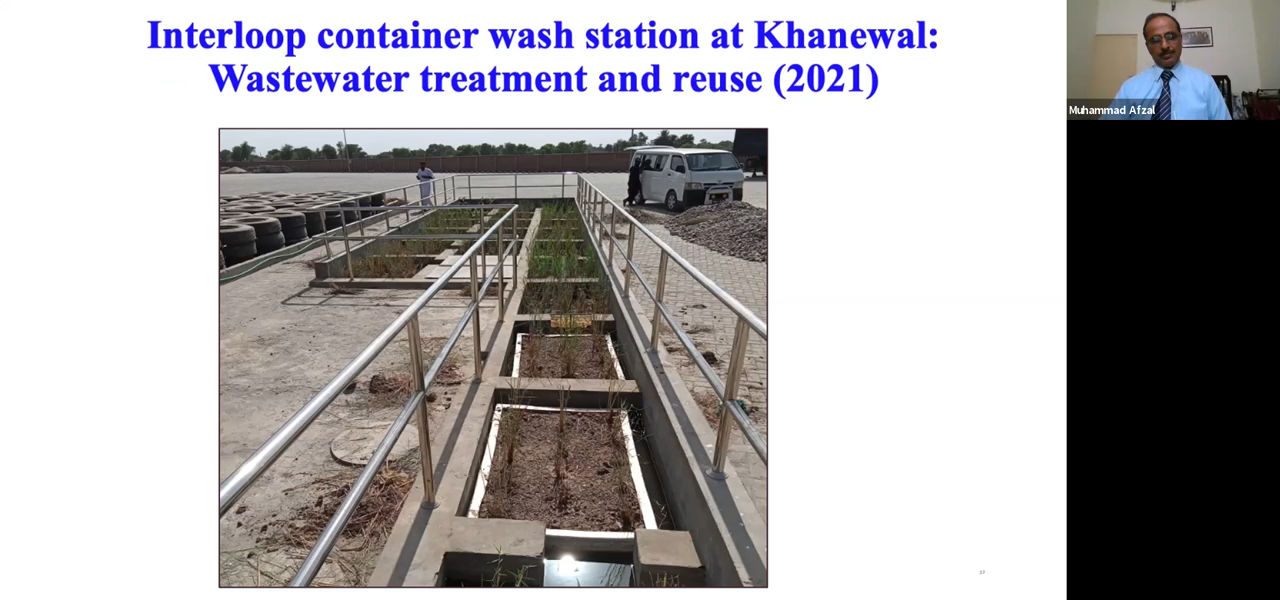 Interloop container wash station at Khanewal:
Wastewater treatment and reuse (2021)
Muhammad Afzal